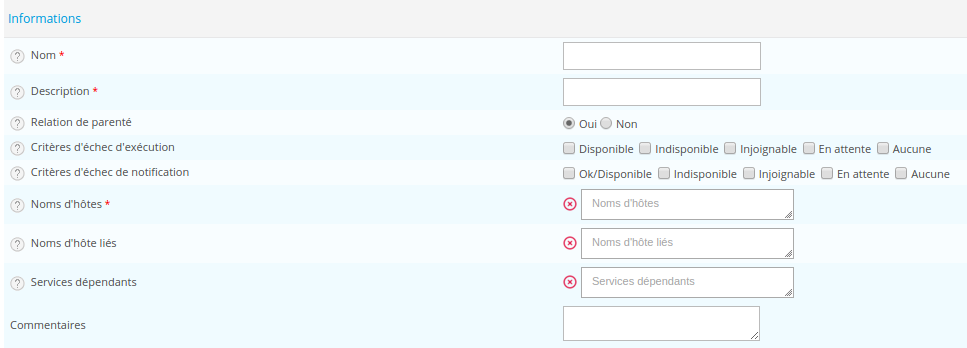 Informations
? Nom *
? Description *
? Relation de parenté Oui Non
? Critères d'échec d'exécution Disponible Indisponible Injoignable En attente Aucune
? Critères d'échec de notification Ok/Disponible Indisponible Injoignable En attente Aucune
? Noms d'hôtes * Noms d'hôtes
? Noms d'hôte liés Noms d'hôte liés
? Services dépendants Services dépendants
Commentaires